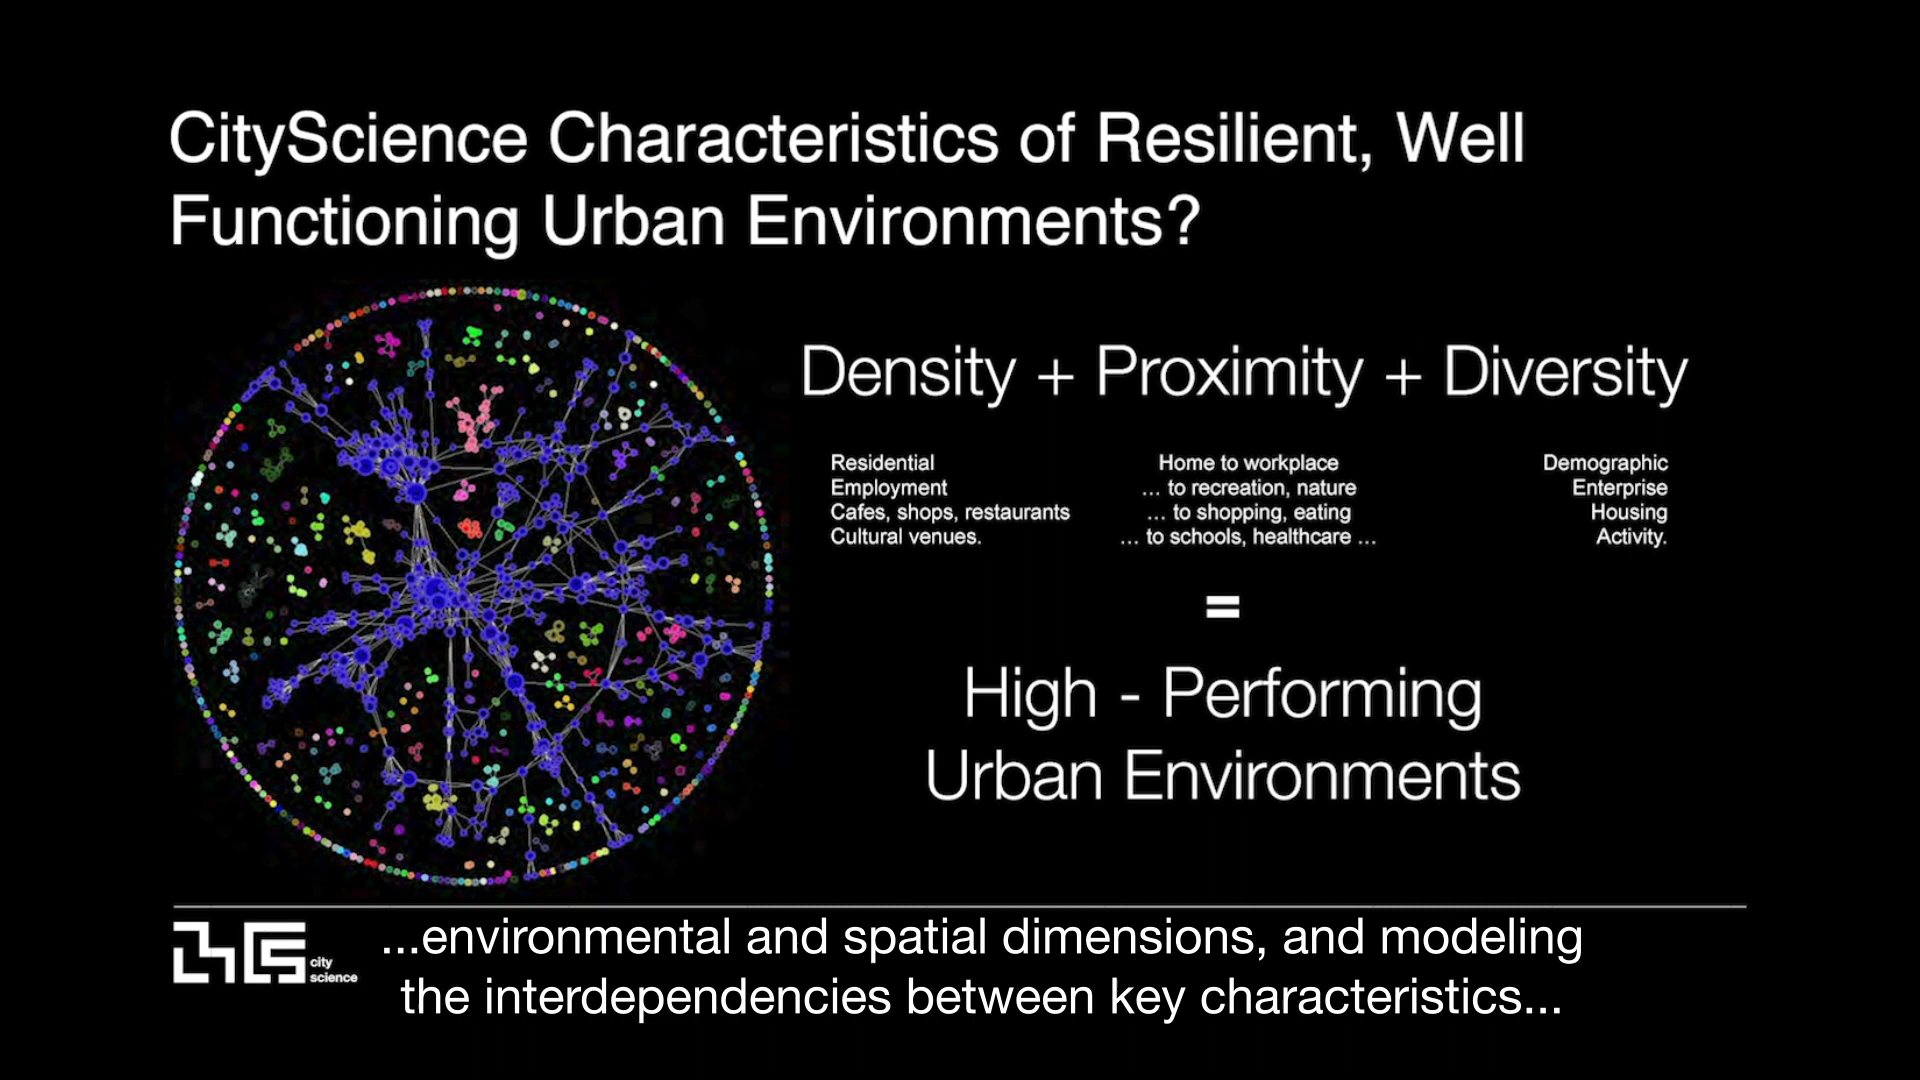 CityScience Characteristics of Resilient, Well
Functioning Urban Environments?
Density + Proximity + Diversity
Residential
Employment
Cafes, shops, restaurants
Cultural venues.
Home to workplace
... to recreation, nature
... to shopping, eating
... to schools, healthcare ...
Demographic
Enterprise
Housing
Activity.
=
High - Performing
Urban Environments
city
science
...environmental and spatial dimensions, and modeling
the interdependencies between key characteristics...